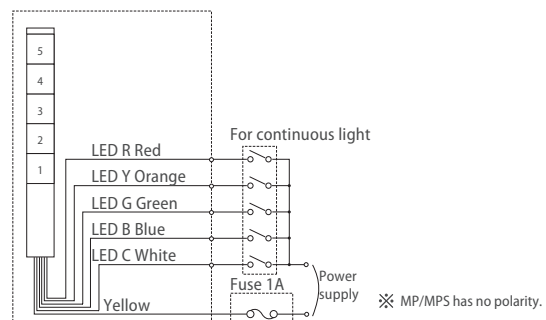 5
4
3
2
1
For continuous light
LED R Red
LED Y Orange
LED G Green
LED B Blue
LED C White
Yellow
Fuse 1A
Power
supply
※ MP/MPS has no polarity.